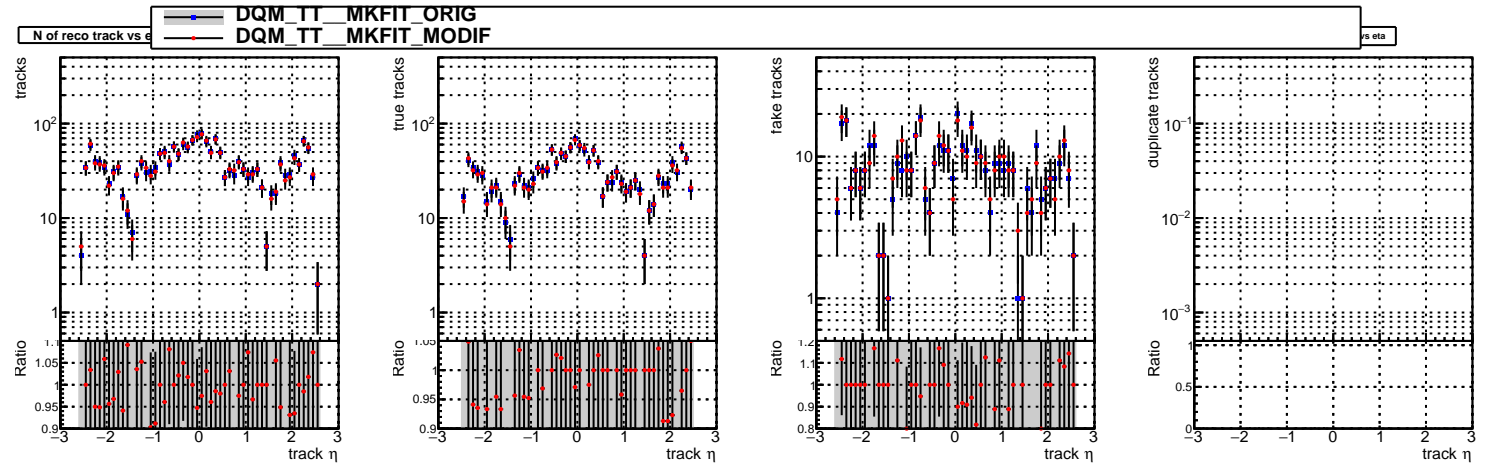 DQM_TT__MKFIT_ORIG
DQM_TT__MKFIT_MODIF
N of reco track vs e
vs eta
tracks
10²
10
1
Ratio
1.1
1.05
1
0.95
0.9
−3 −2 −1 0 1 2 3
track η
true tracks
10²
10
1
Ratio
1.05
1
0.95
0.9
−3 −2 −1 0 1 2 3
track η
fake tracks
10
1
Ratio
1.2
1.1
1
0.9
0.8
−3 −2 −1 0 1 2 3
track η
duplicate tracks
10⁻¹
10⁻²
10⁻³
Ratio
1
0.5
0
−3 −2 −1 0 1 2 3
track η